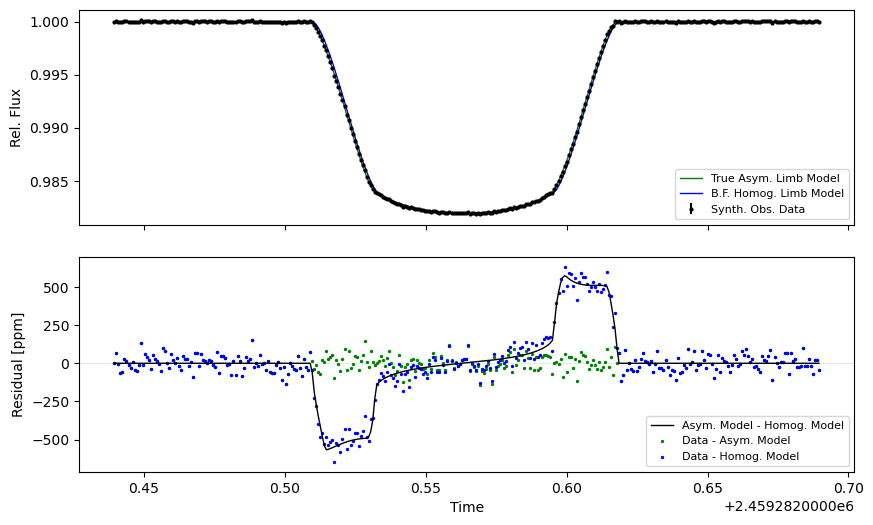 1.000
0.995
0.990
0.985
Rel. Flux
True Asym. Limb Model
B.F. Homog. Limb Model
Synth. Obs. Data
500
250
0
−250
−500
Residual [ppm]
Asym. Model - Homog. Model
Data - Asym. Model
Data - Homog. Model
0.45
0.50
0.55
0.60
0.65
0.70
Time
+2.4592820000e6